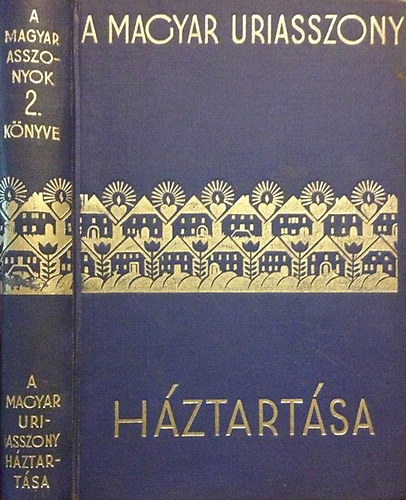 A
MAGYAR
ASSZO-
NYOK
2.
KÖNYVE
A
MAGYAR
URI-
ASSZONY
HÁZTAR-
TÁSA
A MAGYAR URIASSZONY
HÁZTARTÁSA